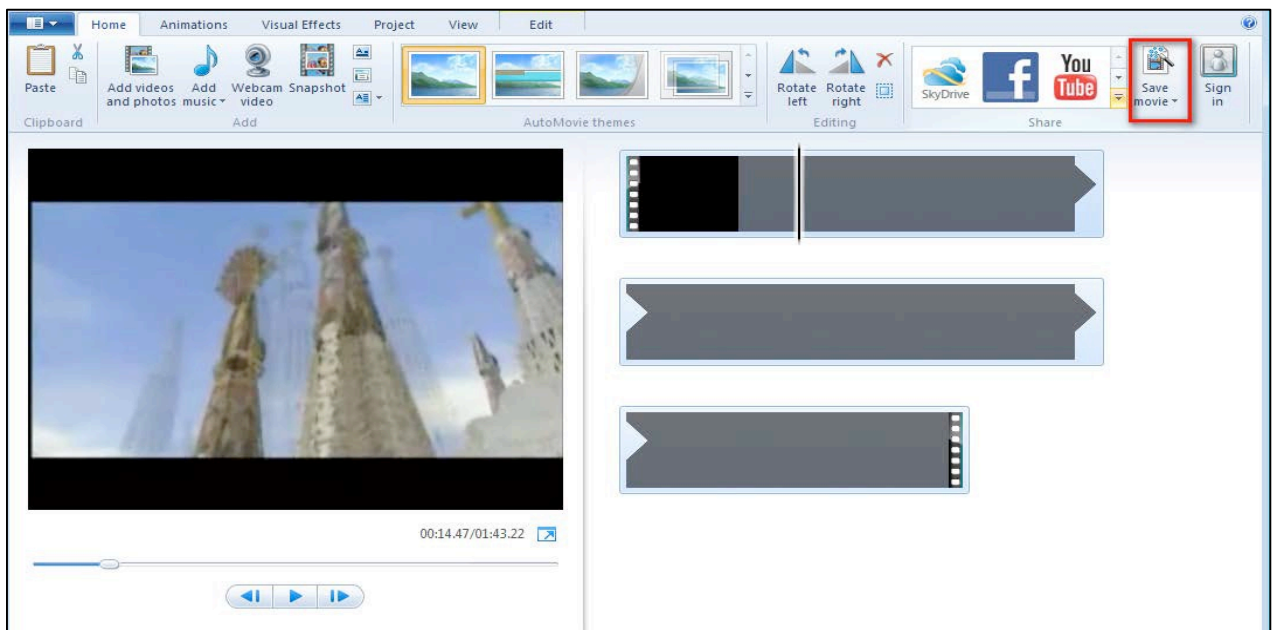 Home Animations Visual Effects Project View Edit
Paste
Clipboard
Add videos and photos
Add music
Webcam video
Snapshot
Add
AutoMovie themes
Rotate left
Rotate right
Editing
SkyDrive
f
You Tube
Share
Save movie
Sign in
00:14.47/01:43.22